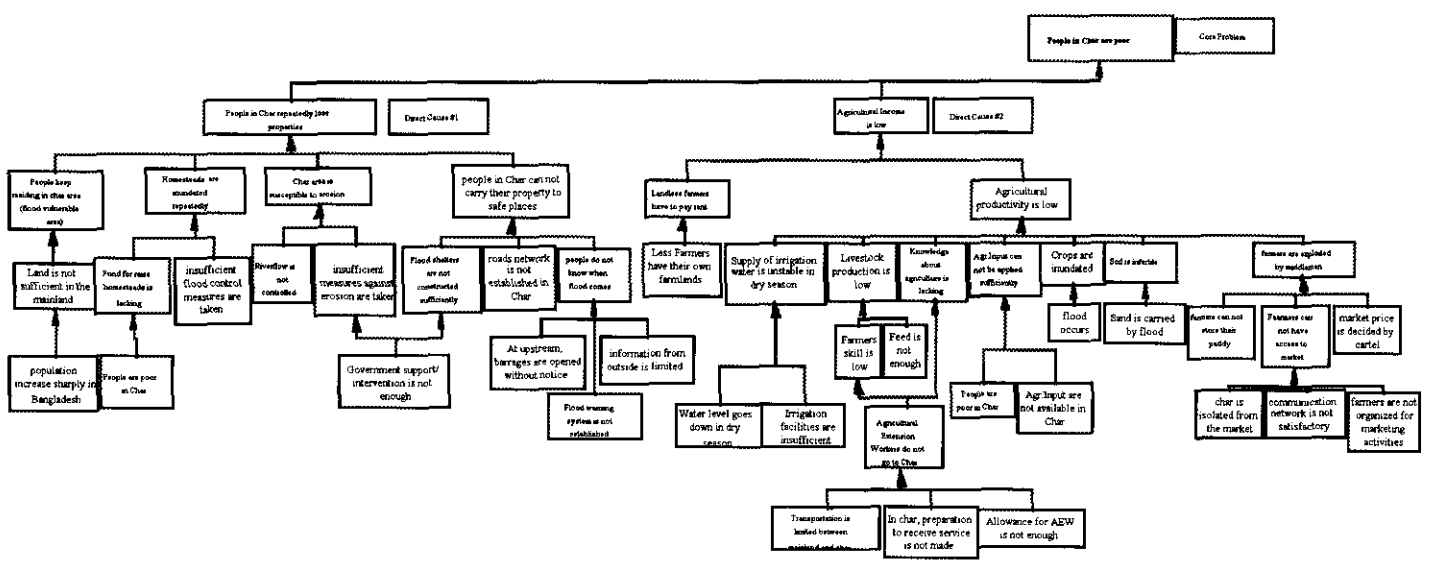 People in Char are poor
Core Problem
People in Char repeatedly lose
properties
Direct Cause #1
Agricultural Income
is low
Direct Cause #2
People keep
residing in char area
(flood vulnerable
area)
Homesteads are
inundated
repeatedly
Char area is
susceptible to erosion
people in Char can not
carry their property to
safe places
Landless farmers
have to pay rent
Agricultural
productivity is low
Land is not
sufficient in the
mainland
Fond for raise
homesteads is
lacking
insufficient
flood control
measures are
taken
Riverflow is
not
controlled
insufficient
measures against
erosion are taken
Flood shelters
are not
constructed
sufficiently
roads network
is not
established in
Char
people do not
know when
flood comes
Less Farmers
have their own
farmlands
Supply of irrigation
water is unstable in
dry season
Livestock
production is
low
Knowledge
about
agriculture is
lacking
Agr.Input can
not be applied
sufficiently
Crops are
inundated
Soil is infertile
farmers are exploited
by middlemen
population
increase sharply in
Bangladesh
People are poor
in Char
Government support/
intervention is not
enough
At upstream,
barrages are opened
without notice
information from
outside is limited
Flood warning
system is not
established
Farmers
skill is
low
Feed is
not
enough
flood
occurs
Sand is carried
by flood
farmers can not
store their
paddy
Farmers can
not have
access to
market
market price
is decided by
cartel
Water level goes
down in dry
season
Irrigation
facilities are
insufficient
Agricultural
Extension
Workers do not
go to Char
People are
poor in Char
Agr.Input are
not available in
Char
char is
isolated from
the market
communication
network is not
satisfactory
farmers are not
organized for
marketing
activities
Transportation is
limited between
mainland and char
In char, preparation
to receive service
is not made
Allowance for AEW
is not enough